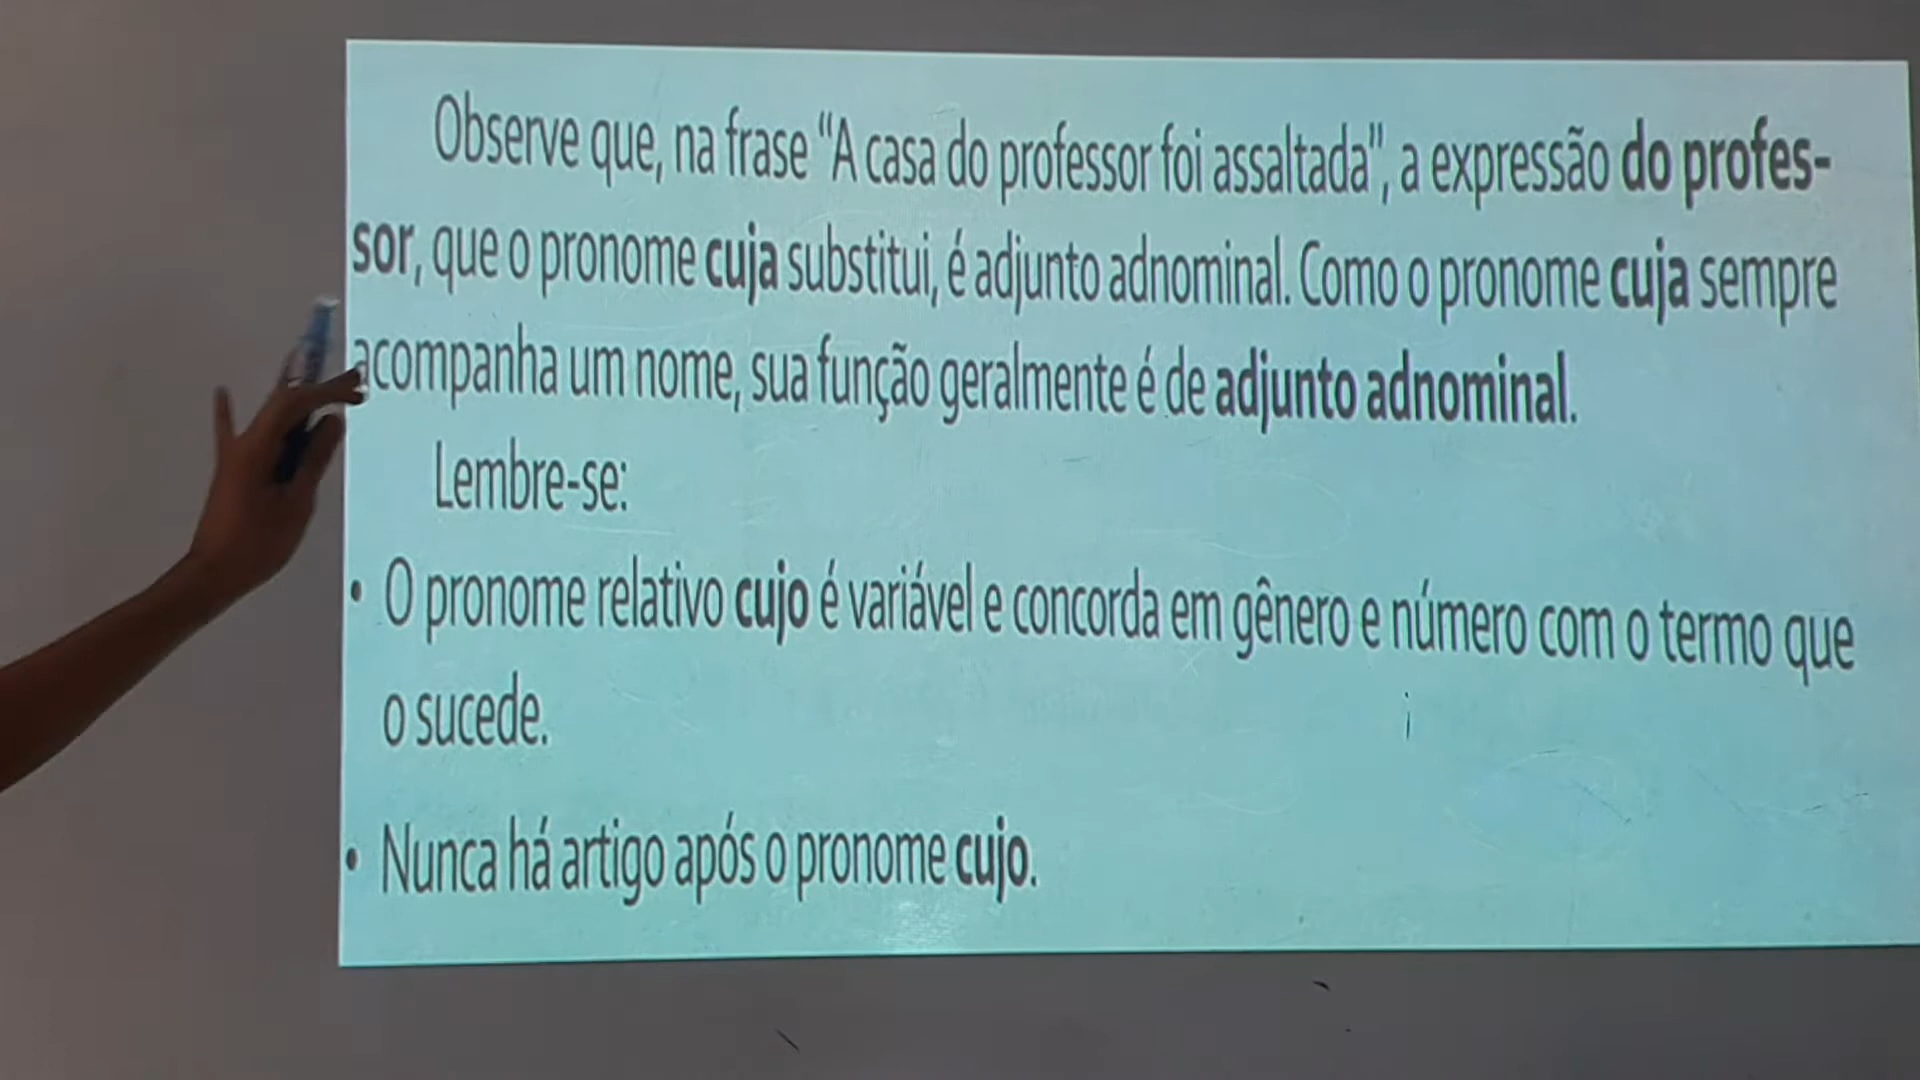 Observe que, na frase “A casa do professor foi assaltada”, a expressão do profes-
sor, que o pronome cuja substitui, é adjunto adnominal. Como o pronome cuja sempre
acompanha um nome, sua função geralmente é de adjunto adnominal.
Lembre-se:
• O pronome relativo cujo é variável e concorda em gênero e número com o termo que
o sucede.
• Nunca há artigo após o pronome cujo.